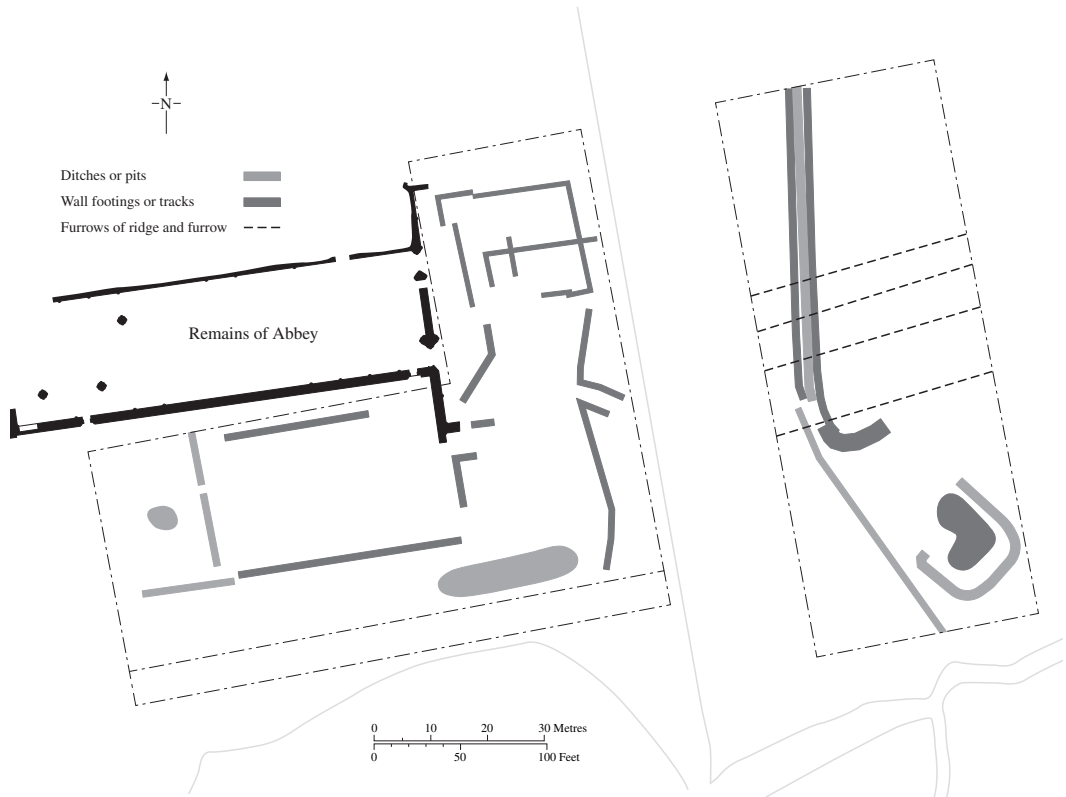 N
Ditches or pits
Wall footings or tracks
Furrows of ridge and furrow
Remains of Abbey
0 10 20 30 Metres
0 50 100 Feet